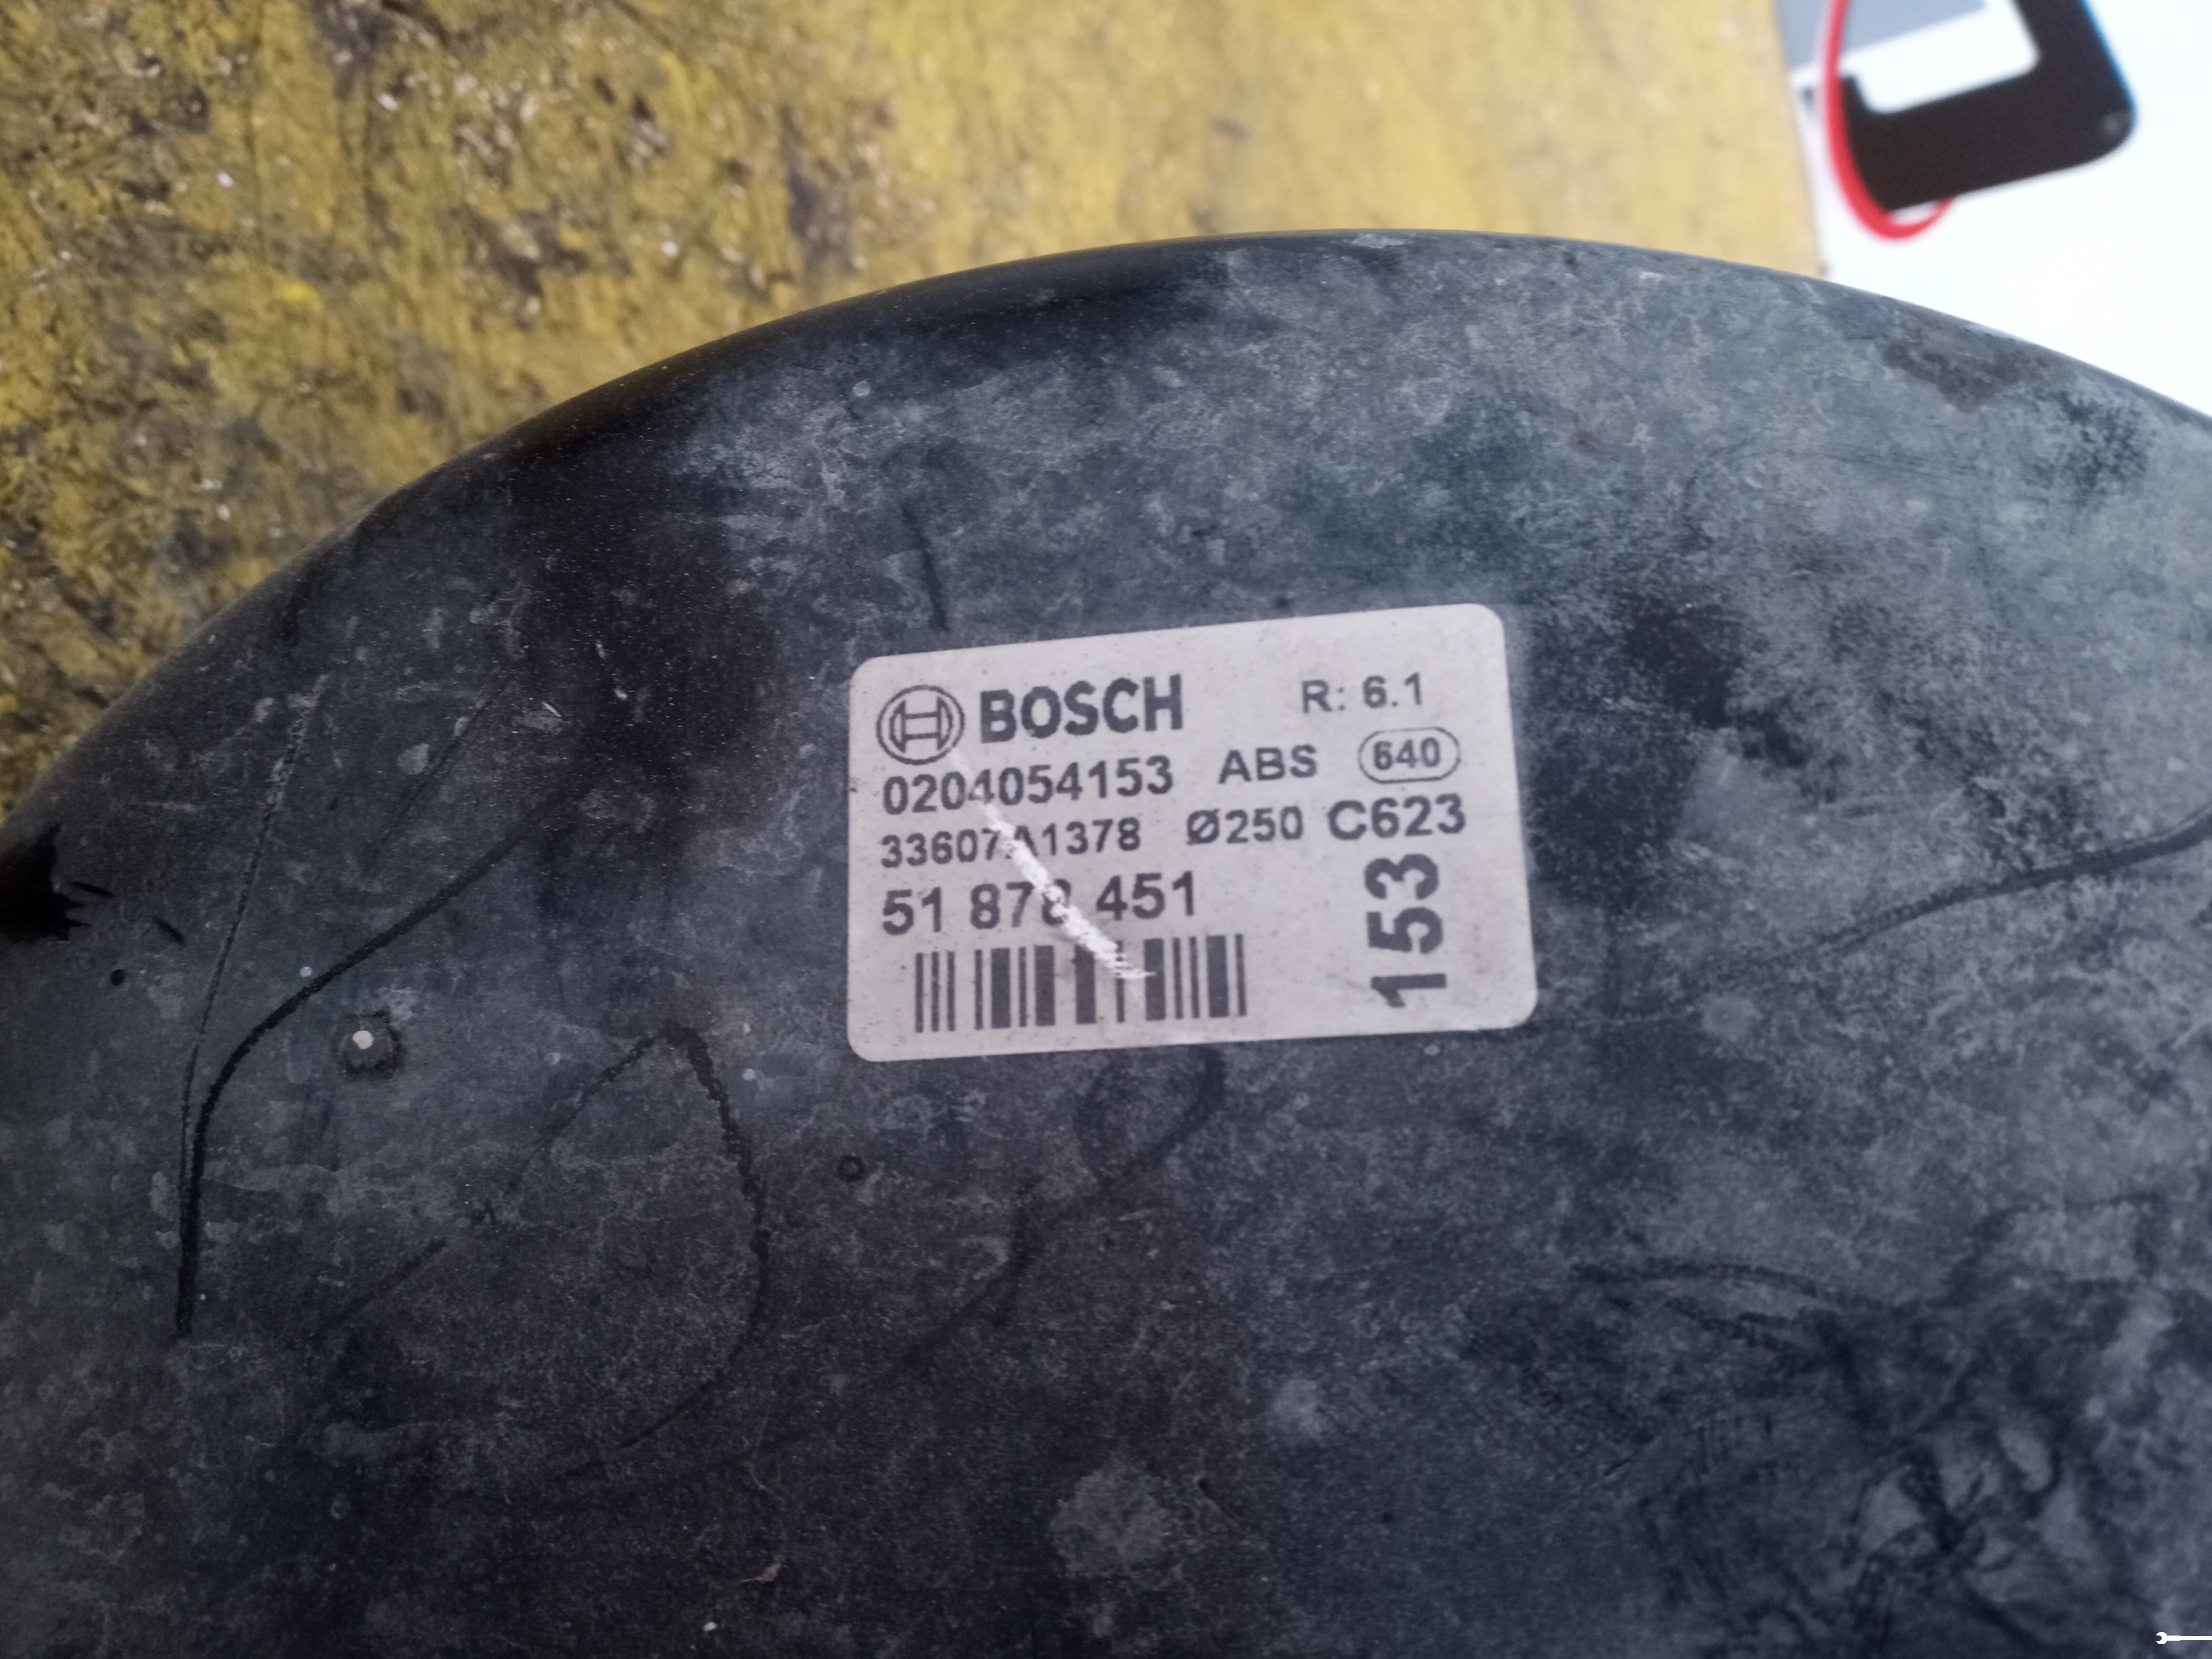 BOSCH R: 6.1
0204054153 ABS 640
33607A1378 Ø250 C623
51 878 451
153